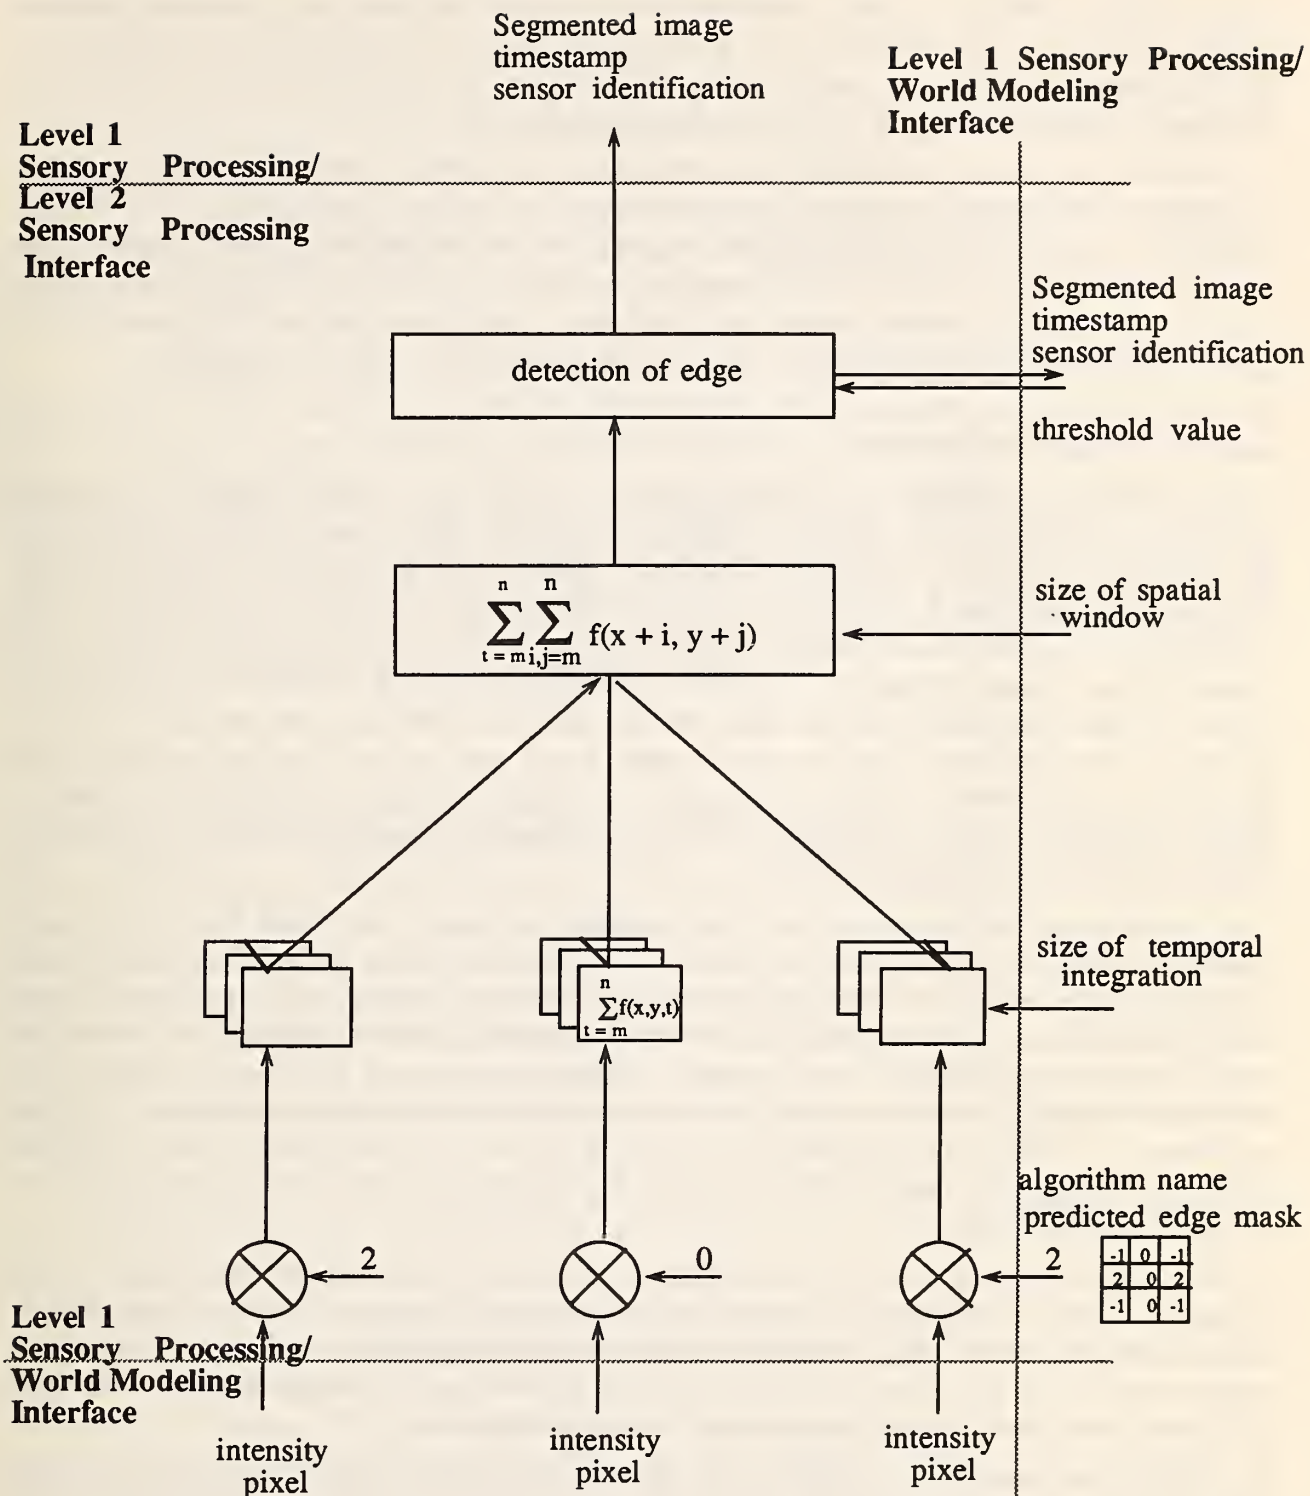 Segmented image
timestamp
sensor identification
Level 1 Sensory Processing/
World Modeling
Interface
Level 1
Sensory Processing/
Level 2
Sensory Processing
Interface
Segmented image
timestamp
sensor identification
detection of edge
threshold value
n n
∑ ∑ f(x + i, y + j)
t = m i,j=m
size of spatial
window
size of temporal
integration
n
∑f(x,y,t)
t = m
algorithm name
predicted edge mask
2 0 2
-1 0 -1
2 0 2
-1 0 -1
Level 1
Sensory Processing/
World Modeling
Interface
intensity
pixel
intensity
pixel
intensity
pixel